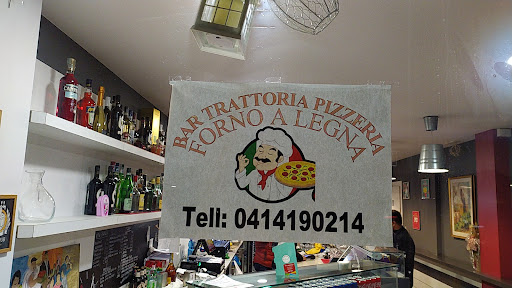 BAR TRATTORIA PIZZERIA
FORNO A LEGNA
Tell: 0414190214